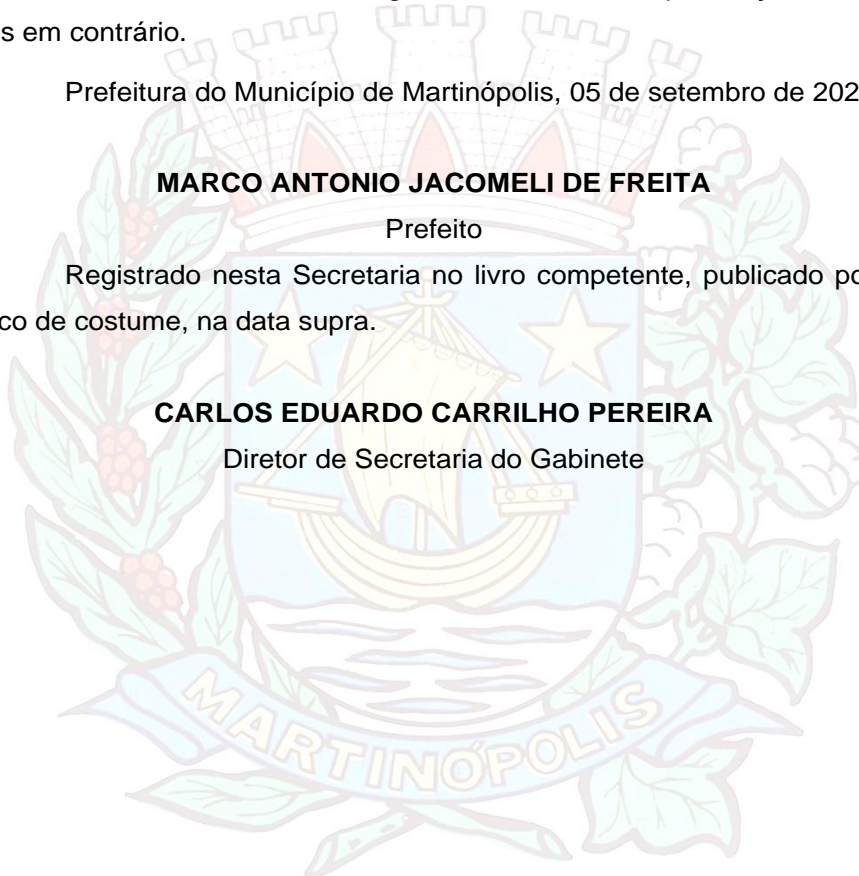 s em contrário.
Prefeitura do Município de Martinópolis, 05 de setembro de 202
MARCO ANTONIO JACOMELI DE FREITA
Prefeito
Registrado nesta Secretaria no livro competente, publicado po
co de costume, na data supra.
CARLOS EDUARDO CARRILHO PEREIRA
Diretor de Secretaria do Gabinete
MARTINÓPOLIS